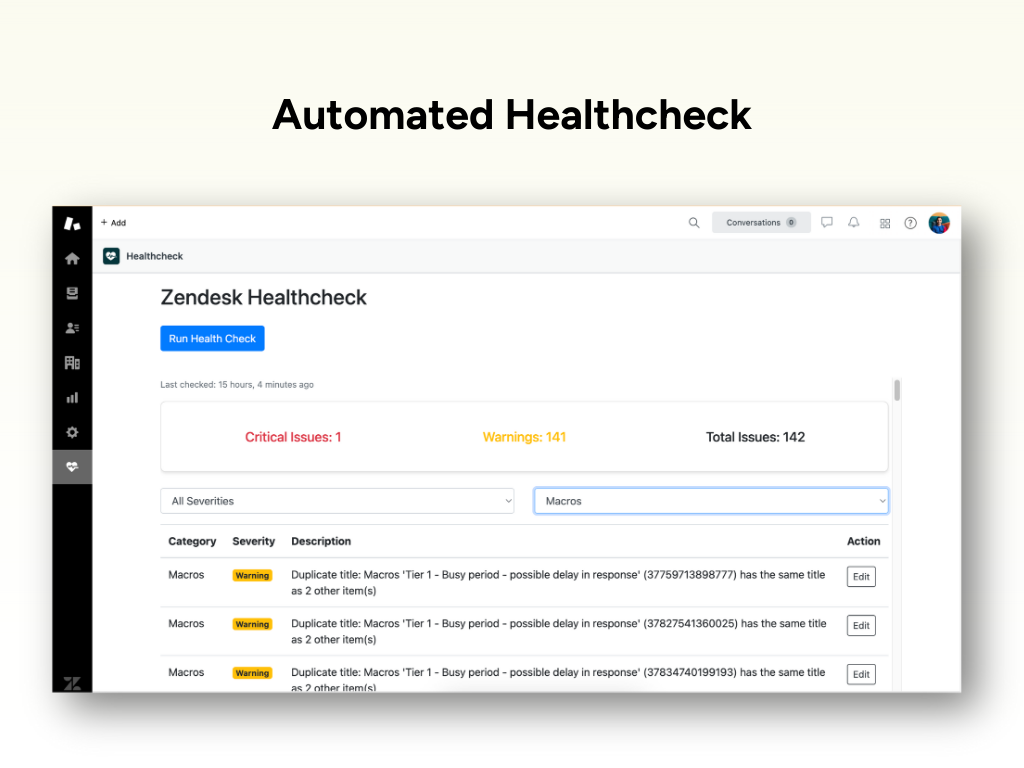 Automated Healthcheck
+ Add
Conversations 0
Healthcheck
Zendesk Healthcheck
Run Health Check
Last checked: 15 hours, 4 minutes ago
Critical Issues: 1
Warnings: 141
Total Issues: 142
All Severities
Macros
Category Severity Description Action
Macros Warning Duplicate title: Macros 'Tier 1 - Busy period - possible delay in response' (37759713898777) has the same title Edit
as 2 other item(s)
Macros Warning Duplicate title: Macros 'Tier 1 - Busy period - possible delay in response' (37827541360025) has the same title Edit
as 2 other item(s)
Macros Warning Duplicate title: Macros 'Tier 1 - Busy period - possible delay in response' (37834740199193) has the same title Edit
as 2 other item(s)